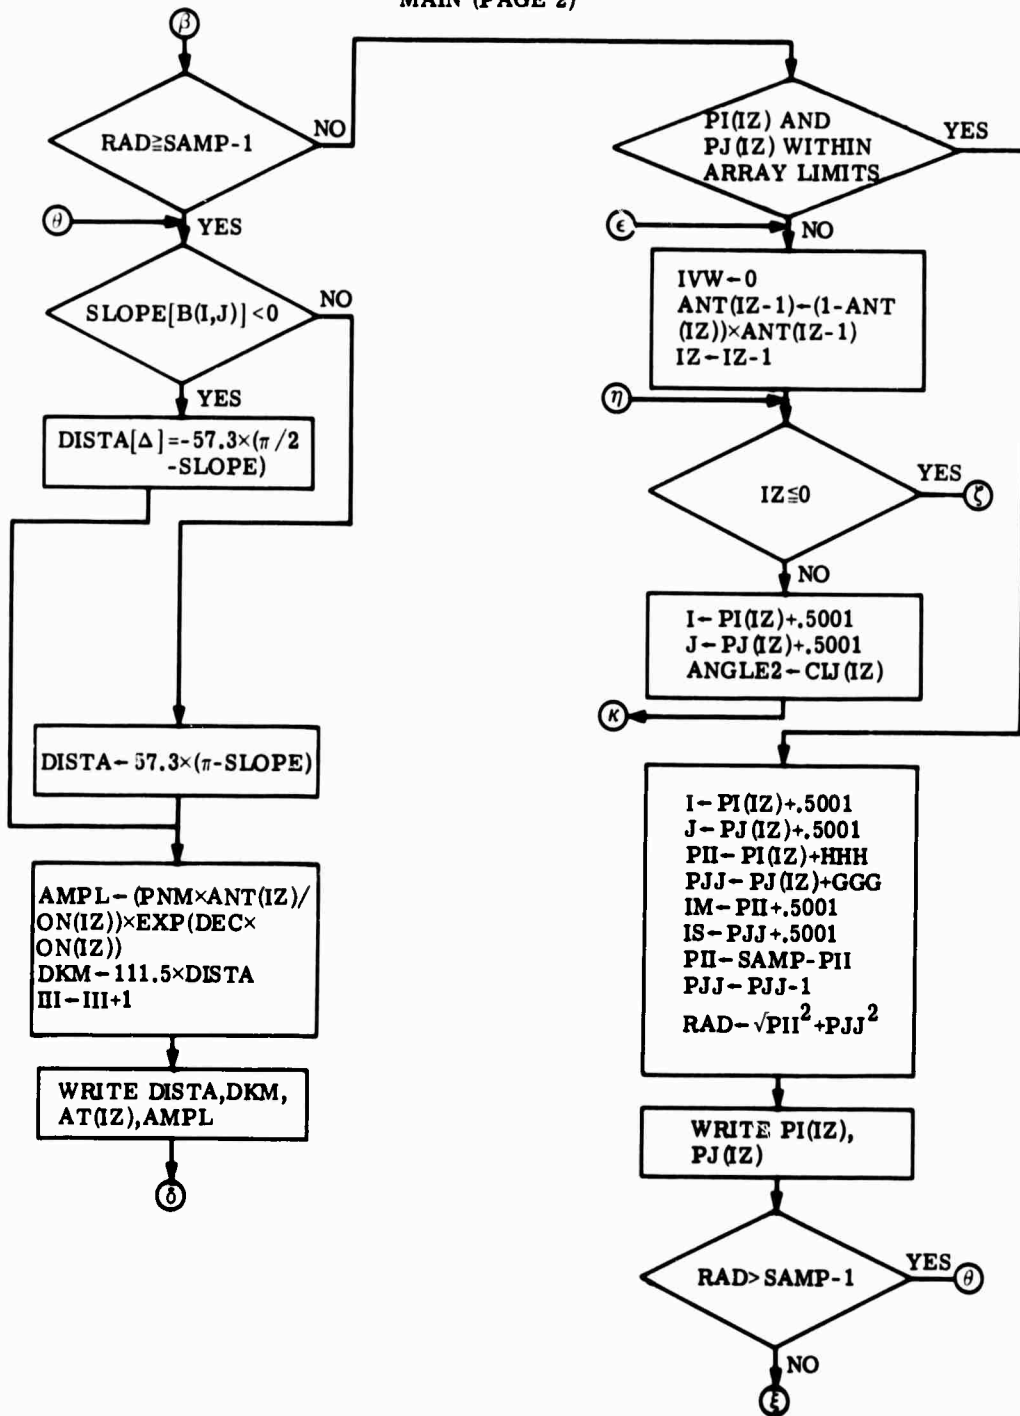 MAIN (PAGE 2)
β
RAD≧SAMP-1
NO
YES
θ
SLOPE[B(I,J)]<0
NO
YES
DISTA[Δ]=-57.3×(π/2
-SLOPE)
DISTA←57.3×(π-SLOPE)
AMPL←(PNM×ANT(IZ)/
ON(IZ))×EXP(DEC×
ON(IZ))
DKM←111.5×DISTA
III←III+1
WRITE DISTA,DKM,
AT(IZ),AMPL
δ
PI(IZ) AND
PJ(IZ) WITHIN
ARRAY LIMITS
YES
NO
ϵ
IVW←0
ANT(IZ-1)←(1-ANT
(IZ))×ANT(IZ-1)
IZ←IZ-1
η
IZ≦0
YES
ζ
NO
I←PI(IZ)+.5001
J←PJ(IZ)+.5001
ANGLE2←CIJ(IZ)
κ
I←PI(IZ)+.5001
J←PJ(IZ)+.5001
PII←PI(IZ)+HHH
PJJ←PJ(IZ)+GGG
IM←PII+.5001
IS←PJJ+.5001
PII←SAMP-PII
PJJ←PJJ-1
RAD←√PII²+PJJ²
WRITE PI(IZ),
PJ(IZ)
RAD>SAMP-1
YES
θ
NO
ξ